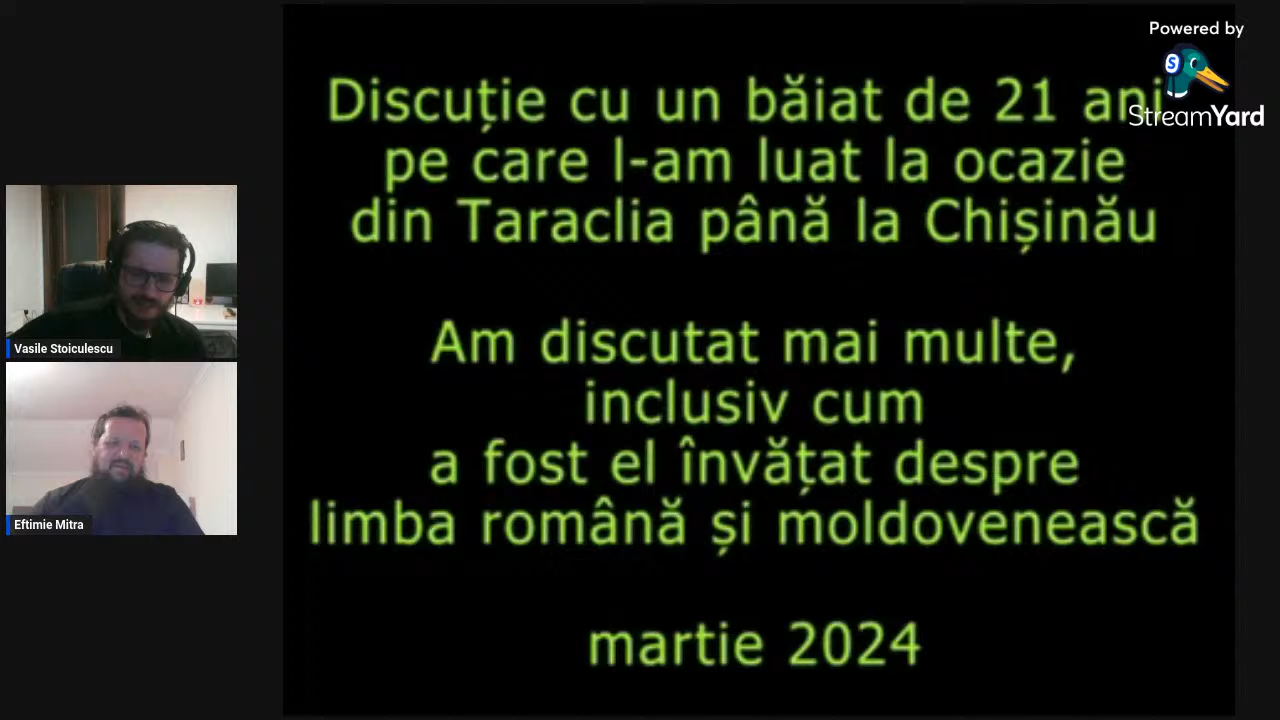 Powered by
StreamYard
Discuție cu un băiat de 21 ani
pe care l-am luat la ocazie
din Taraclia până la Chișinău
Am discutat mai multe,
inclusiv cum
a fost el învățat despre
limba română și moldovenească
martie 2024
Vasile Stoiculescu
Eftimie Mitra